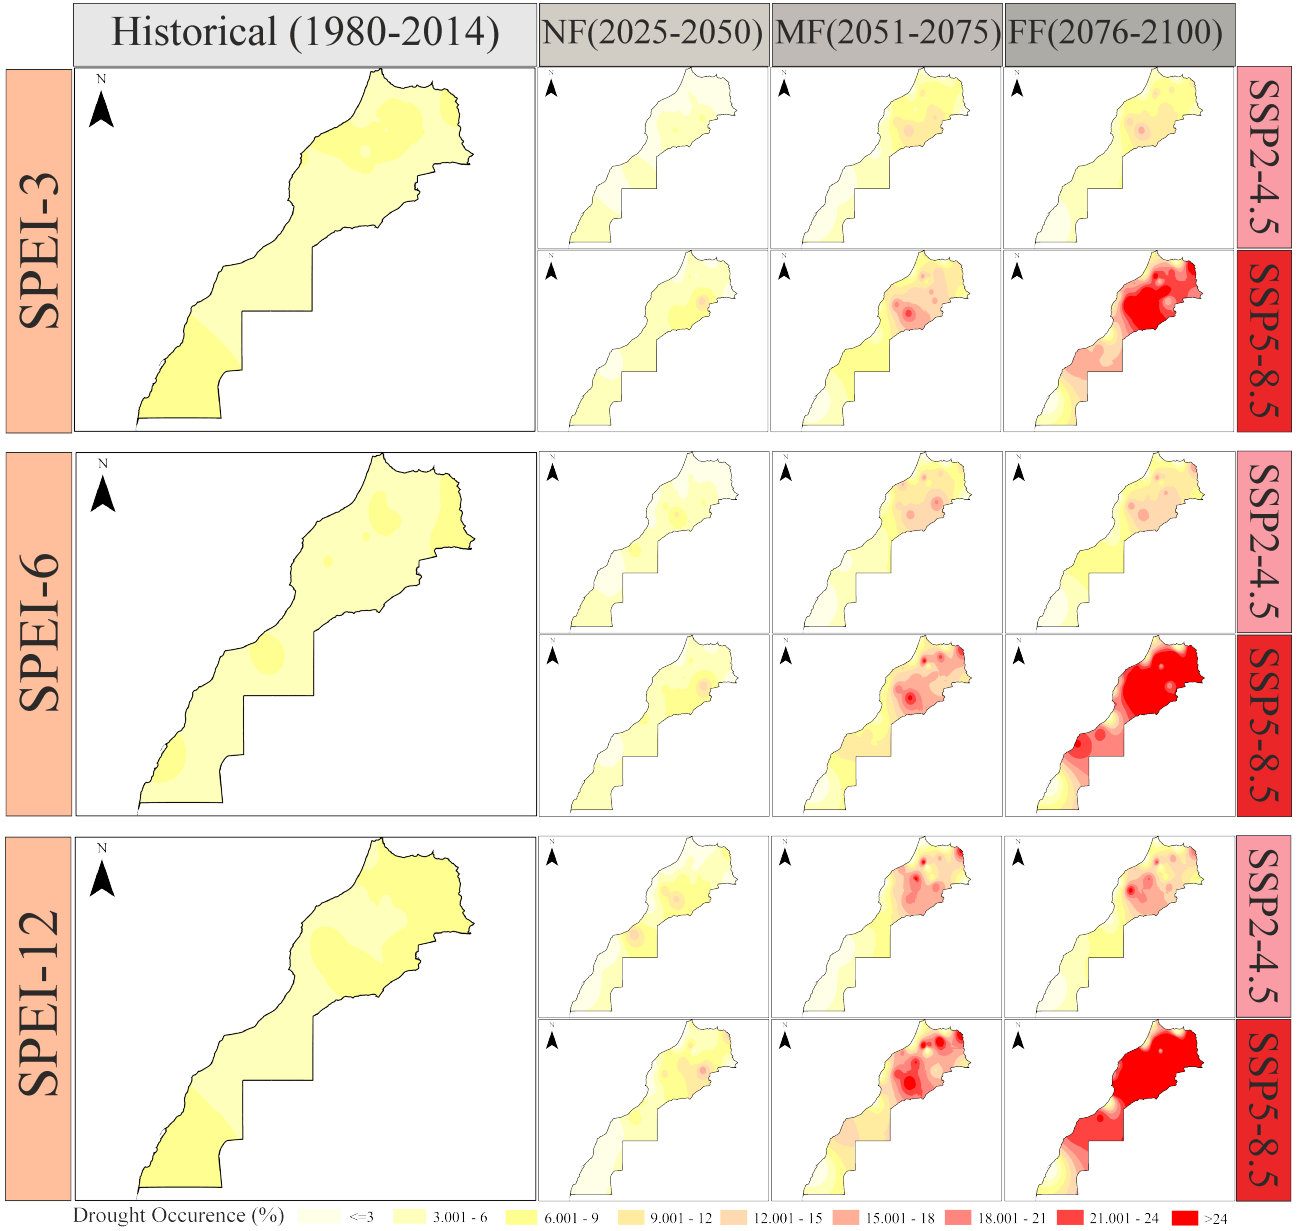 Historical (1980-2014)
NF(2025-2050)
MF(2051-2075)
FF(2076-2100)
SPEI-3
N
N
N
N
SSP2-4.5
N
N
N
SSP5-8.5
SPEI-6
N
N
N
N
SSP2-4.5
N
N
N
SSP5-8.5
SPEI-12
N
N
N
N
SSP2-4.5
N
N
N
SSP5-8.5
Drought Occurence (%) <=3 3.001 - 6 6.001 - 9 9.001 - 12 12.001 - 15 15.001 - 18 18.001 - 21 21.001 - 24 >24